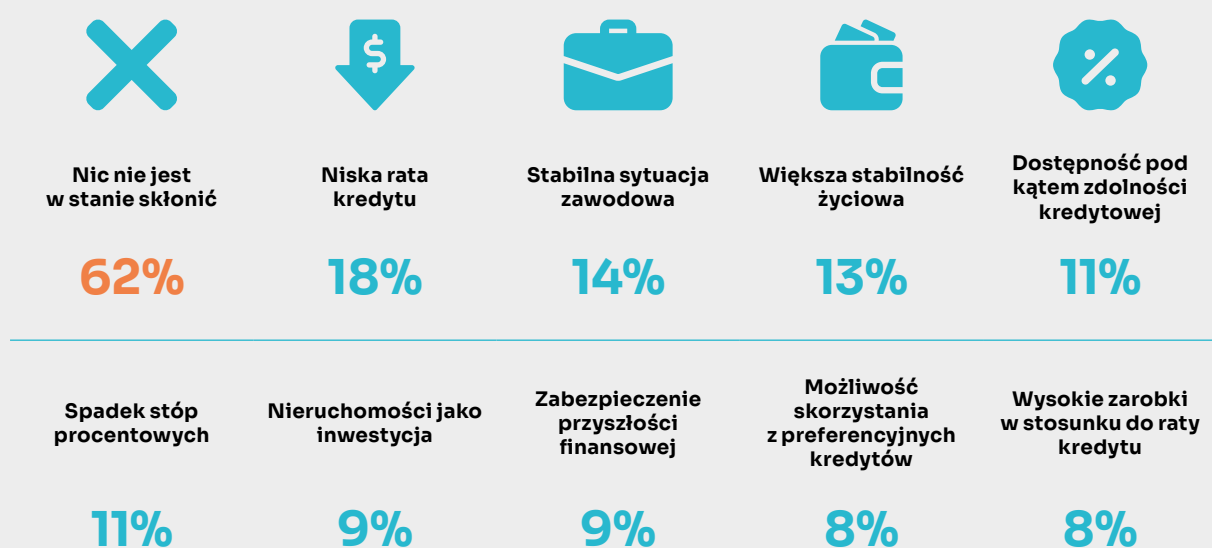 $
Nic nie jest
w stanie skłonić
62%
Niska rata
kredytu
18%
Stabilna sytuacja
zawodowa
14%
Większa stabilność
życiowa
13%
%
Dostępność pod
kątem zdolności
kredytowej
11%
Spadek stóp
procentowych
11%
Nieruchomości jako
inwestycja
9%
Zabezpieczenie
przyszłości
finansowej
9%
Możliwość
skorzystania
z preferencyjnych
kredytów
8%
Wysokie zarobki
w stosunku do raty
kredytu
8%